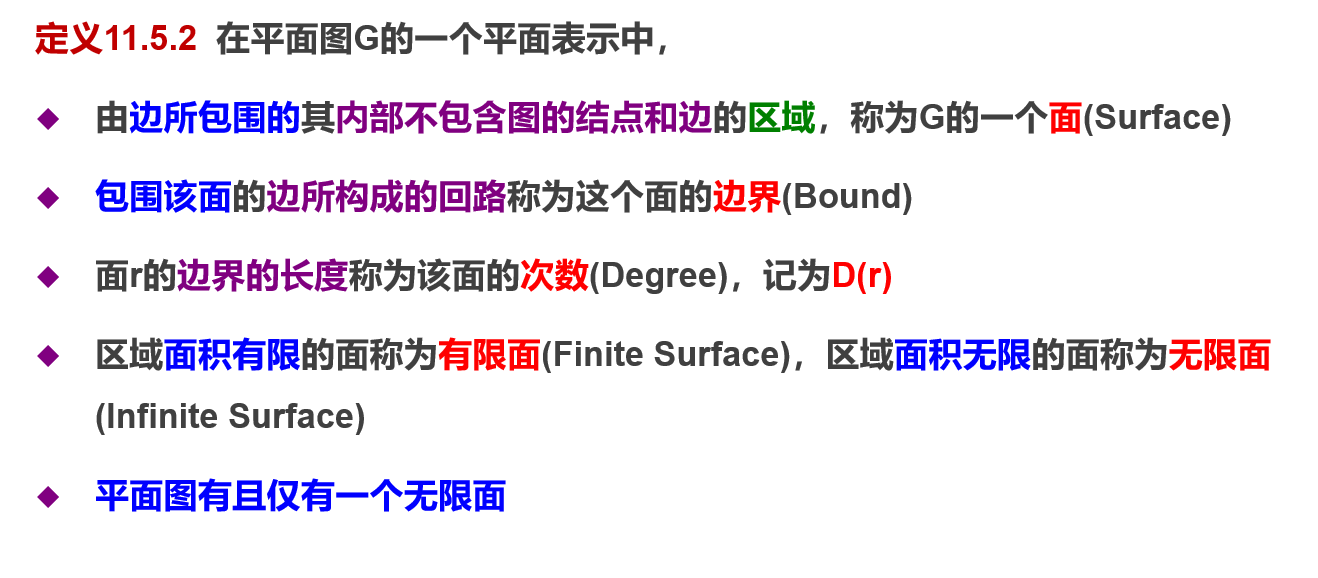 定义11.5.2 在平面图G的一个平面表示中，
◆ 由边所包围的其内部不包含图的结点和边的区域，称为G的一个面(Surface)
◆ 包围该面的边所构成的回路称为这个面的边界(Bound)
◆ 面r的边界的长度称为该面的次数(Degree)，记为D(r)
◆ 区域面积有限的面称为有限面(Finite Surface)，区域面积无限的面称为无限面
(Infinite Surface)
◆ 平面图有且仅有一个无限面